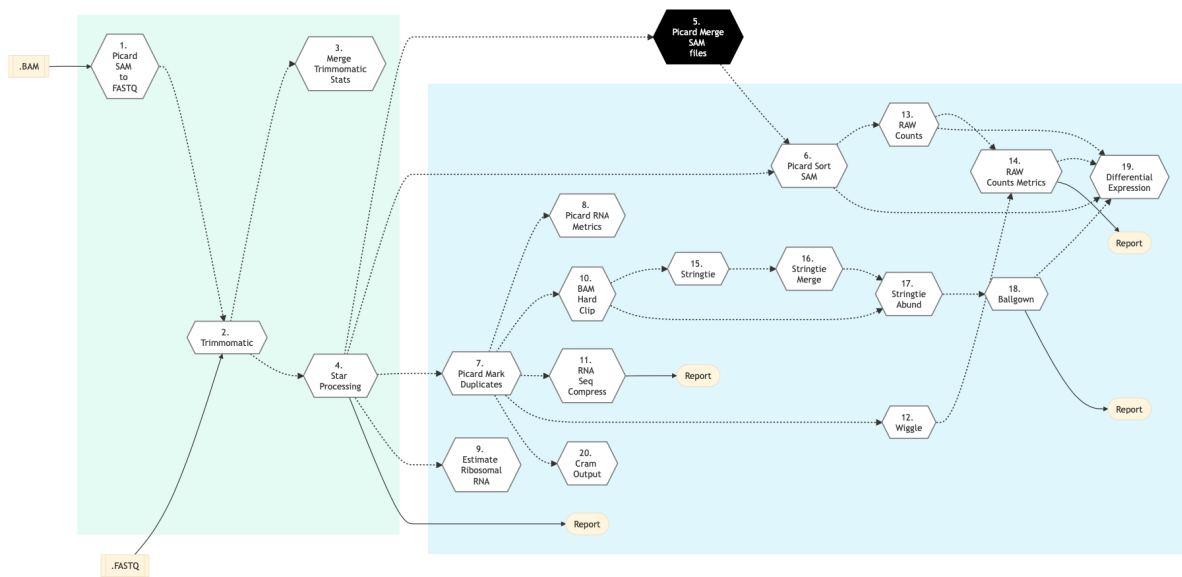 .BAM
1.
Picard
SAM
to
FASTQ
3.
Merge
Trimmomatic
Stats
5.
Picard Merge
SAM
files
2.
Trimmomatic
4.
Star
Processing
.FASTQ
13.
RAW
Counts
6.
Picard Sort
SAM
14.
RAW
Counts Metrics
19.
Differential
Expression
Report
8.
Picard RNA
Metrics
10.
BAM
Hard
Clip
15.
Stringtie
16.
Stringtie
Merge
17.
Stringtie
Abund
18.
Ballgown
7.
Picard Mark
Duplicates
11.
RNA
Seq
Compress
Report
12.
Wiggle
Report
9.
Estimate
Ribosomal
RNA
20.
Cram
Output
Report